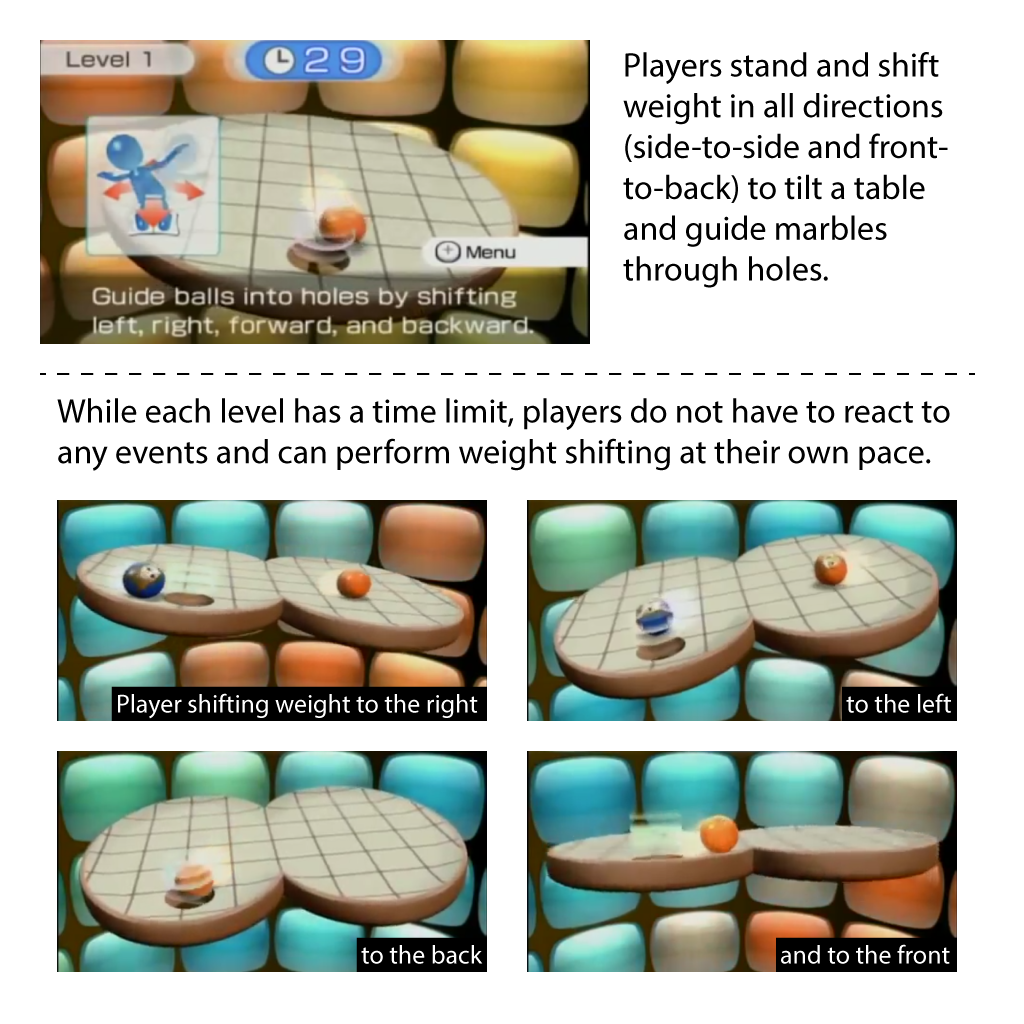 Level 1
29
Players stand and shift
weight in all directions
(side-to-side and front-
to-back) to tilt a table
and guide marbles
through holes.
Menu
Guide balls into holes by shifting
left, right, forward, and backward.
While each level has a time limit, players do not have to react to
any events and can perform weight shifting at their own pace.
Player shifting weight to the right
to the left
to the back
and to the front